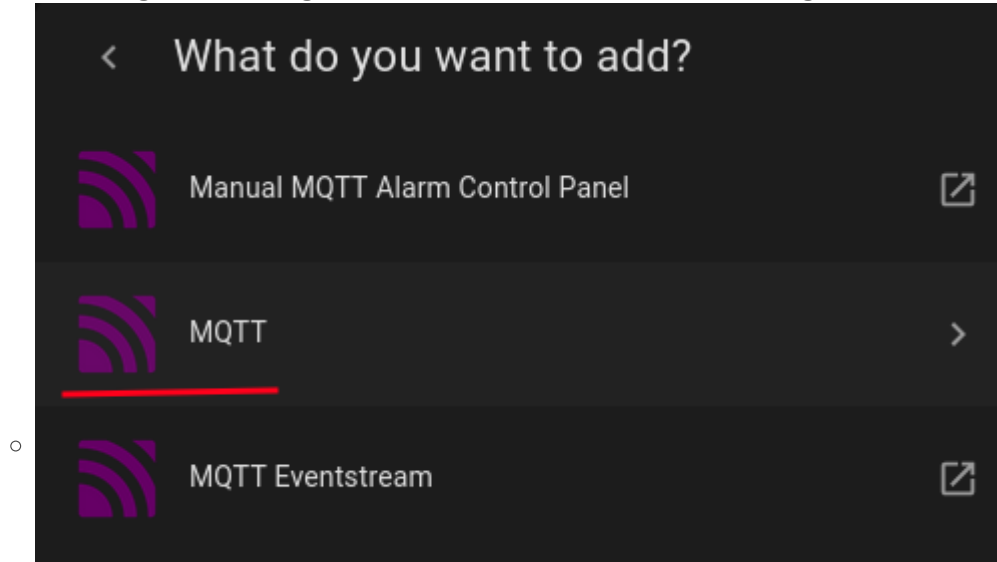 What do you want to add?
Manual MQTT Alarm Control Panel
MQTT
MQTT Eventstream